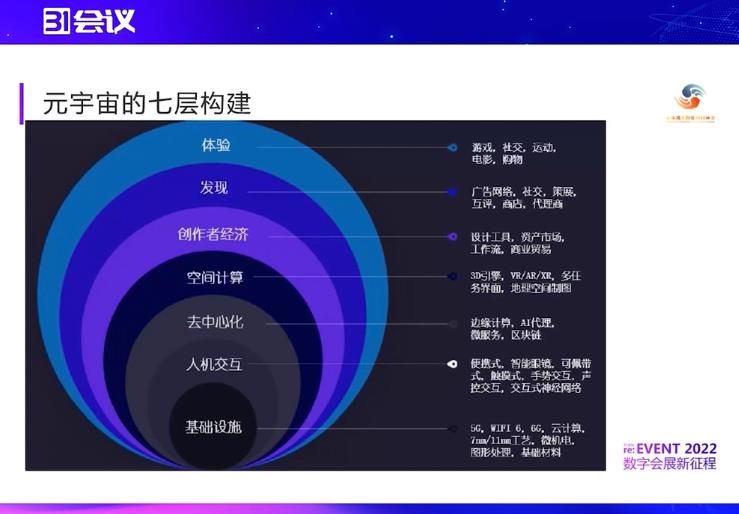 31会议
元宇宙的七层构建
体验
游戏, 社交, 运动,
电影, 购物
发现
广告网络, 社交, 策展,
互评, 商店, 代理商
创作者经济
设计工具, 资产市场,
工作流, 商业贸易
空间计算
3D引擎, VR/AR/XR, 多任
务界面, 地理空间制图
去中心化
边缘计算, AI代理,
微服务, 区块链
人机交互
便携式, 智能眼镜, 可佩带
式, 触摸式, 手势交互, 声
控交互, 交互式神经网络
基础设施
5G, WIFI 6, 6G, 云计算,
7nm/11nm工艺, 微机电,
图形处理, 基础材料
re: EVENT 2022
数字会展新征程